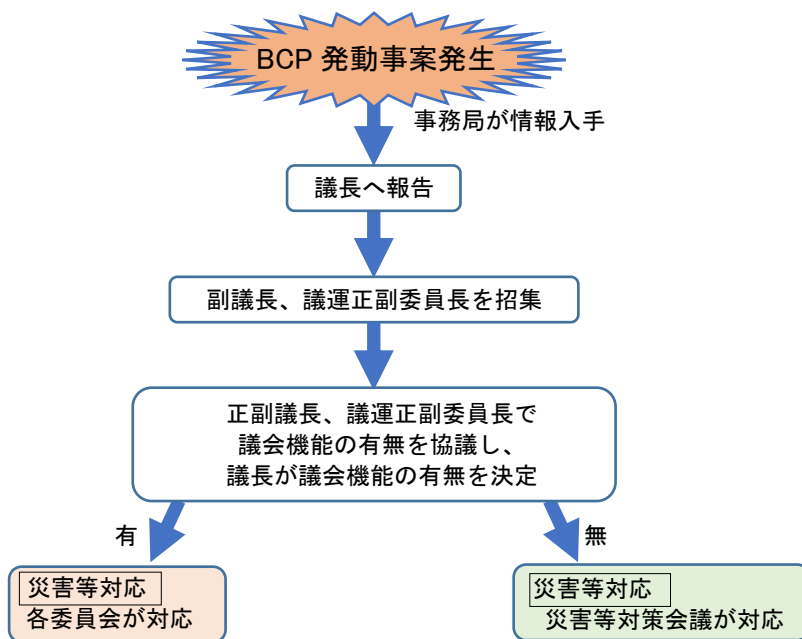 BCP 発動事案発生
事務局が情報入手
議長へ報告
副議長、議運正副委員長を招集
正副議長、議運正副委員長で
議会機能の有無を協議し、
議長が議会機能の有無を決定
有
無
災害等対応
各委員会が対応
災害等対応
災害等対策会議が対応